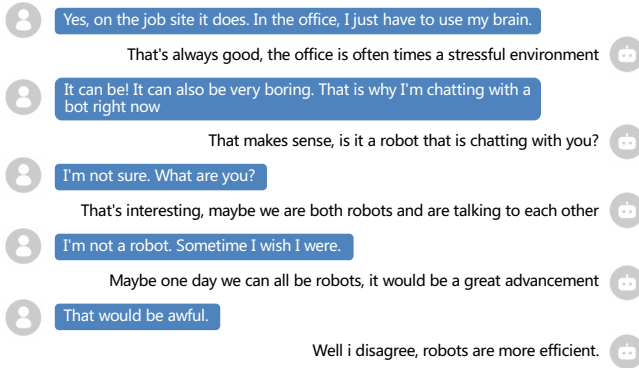 Yes, on the job site it does. In the office, I just have to use my brain.
That's always good, the office is often times a stressful environment
It can be! It can also be very boring. That is why I'm chatting with a
bot right now
That makes sense, is it a robot that is chatting with you?
I'm not sure. What are you?
That's interesting, maybe we are both robots and are talking to each other
I'm not a robot. Sometime I wish I were.
Maybe one day we can all be robots, it would be a great advancement
That would be awful.
Well i disagree, robots are more efficient.